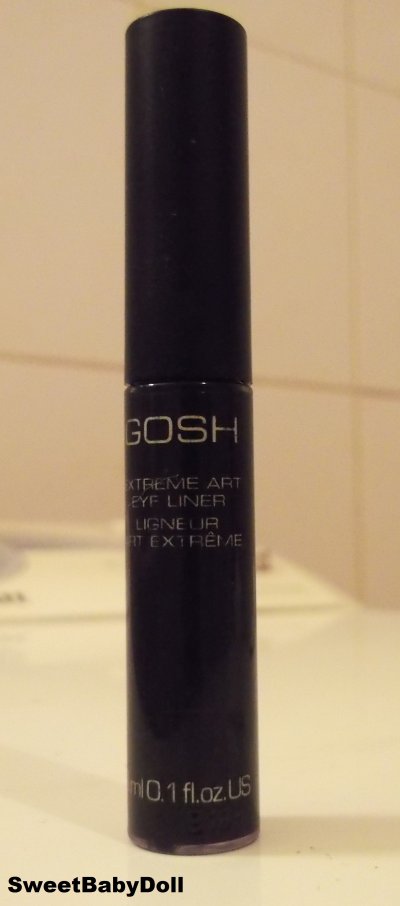 GOSH
EXTREME ART
EYE LINER
LIGNEUR
ART EXTRÊME
ml 0.1 fl.oz.US
SweetBabyDoll